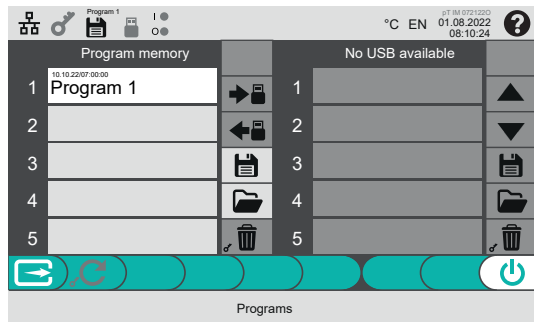 Program 1
I
O
°C EN
pT IM 072122O
01.08.2022
08:10:24
?
Program memory
No USB available
1
10.10.22/07:00:00
Program 1
2
3
4
5
1
2
3
4
5
Programs